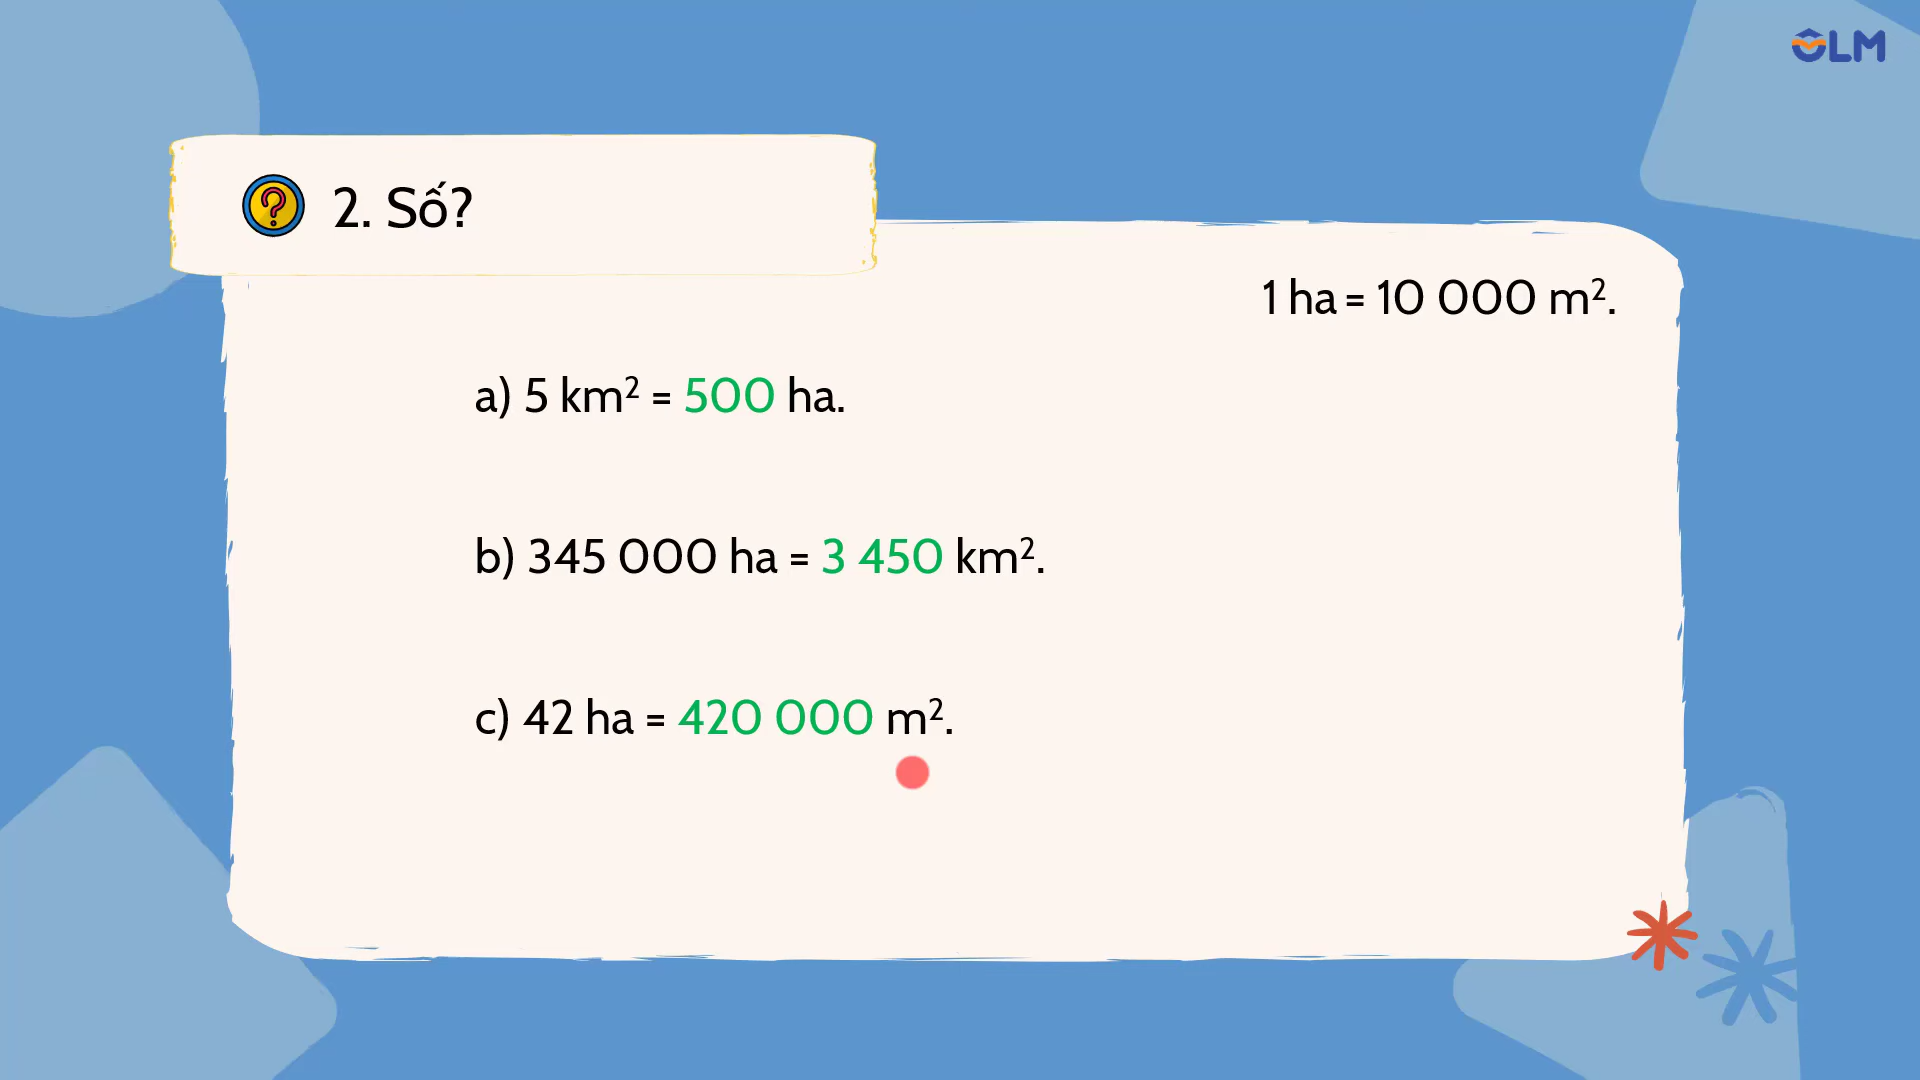 OLM
2. Số?
1 ha = 10 000 m².
a) 5 km² = 500 ha.
b) 345 000 ha = 3 450 km².
c) 42 ha = 420 000 m².